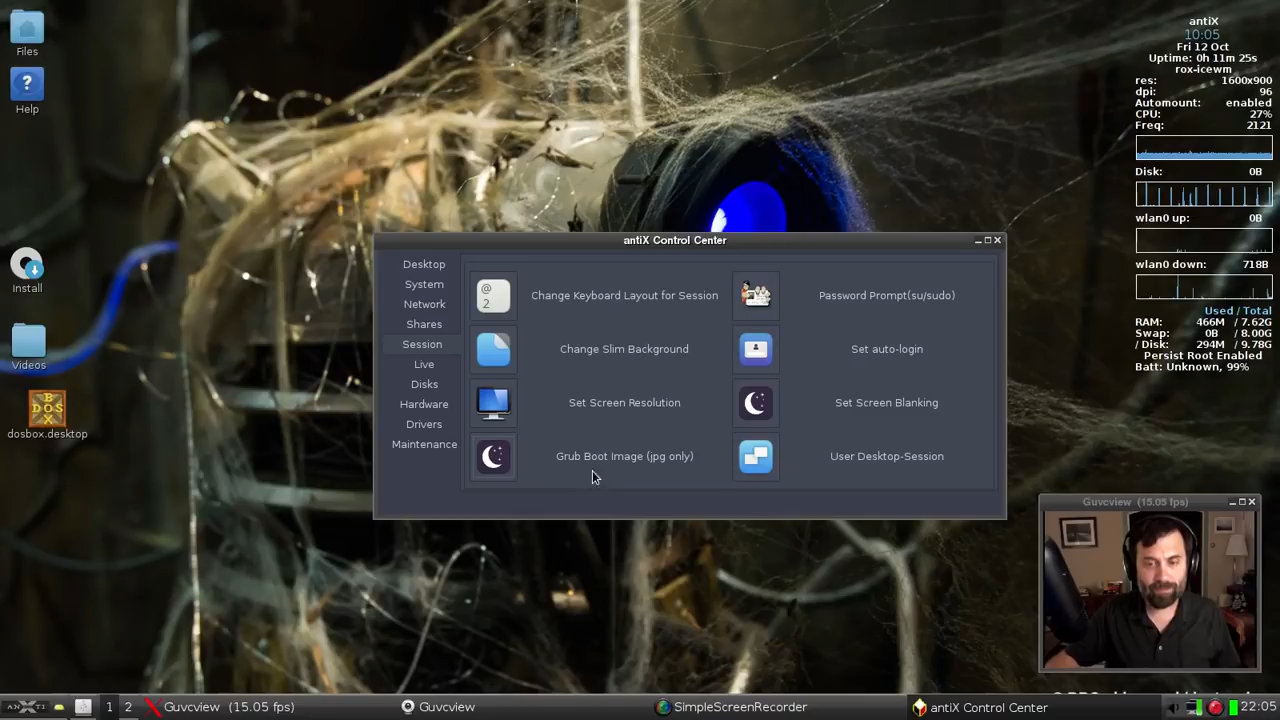 Files
Help
Install
Videos
DOS
BOX
dosbox.desktop
antiX
10:05
Fri 12 Oct
Uptime: 0h 11m 25s
rox-icewm
res: 1600x900
dpi: 96
Automount: enabled
CPU: 27%
Freq: 2121
Disk: 0B
wlan0 up: 0B
wlan0 down: 718B
Used / Total
RAM: 466M / 7.62G
Swap: 0B / 8.00G
/ Disk: 294M / 9.78G
Persist Root Enabled
Batt: Unknown, 99%
antiX Control Center
Desktop
System
Network
Shares
Session
Live
Disks
Hardware
Drivers
Maintenance
@
2
Change Keyboard Layout for Session
Password Prompt(su/sudo)
Change Slim Background
Set auto-login
Set Screen Resolution
Set Screen Blanking
Grub Boot Image (jpg only)
User Desktop-Session
Guvcview (15.05 fps)
ANTI
1
2
Guvcview (15.05 fps)
Guvcview
SimpleScreenRecorder
antiX Control Center
22:05